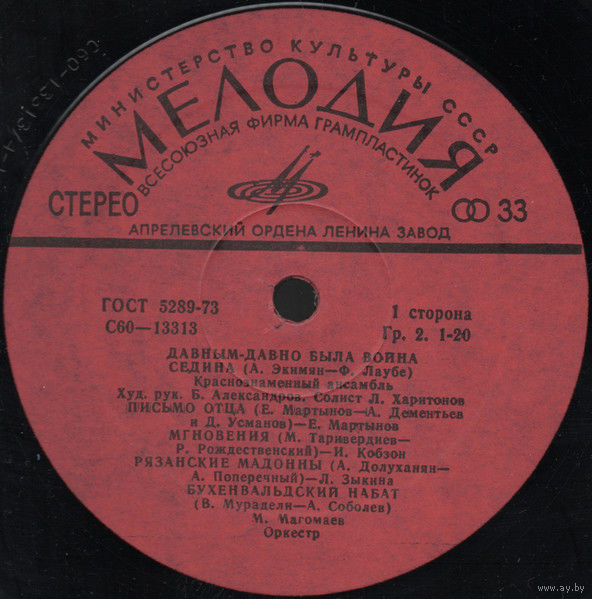 МИНИСТЕРСТВО КУЛЬТУРЫ СССР
МЕЛОДИЯ
ВСЕСОЮЗНАЯ ФИРМА ГРАМПЛАСТИНОК
СТЕРЕО
33
АПРЕЛЕВСКИЙ ОРДЕНА ЛЕНИНА ЗАВОД
ГОСТ 5289-73
С60—13313
1 сторона
Гр. 2. 1-20
ДАВНЫМ-ДАВНО БЫЛА ВОЙНА
СЕДИНА (А. Экимян—Ф. Лаубе)
Краснознаменный ансамбль
Худ. рук. Б. Александров. Солист Л. Харитонов
ПИСЬМО ОТЦА (Е. Мартынов—А. Дементьев
и Д. Усманов)—Е. Мартынов
МГНОВЕНИЯ (М. Таривердиев—
Р. Рождественский)—И. Кобзон
РЯЗАНСКИЕ МАДОННЫ (А. Долуханян—
А. Поперечный)—Л. Зыкина
БУХЕНВАЛЬДСКИЙ НАБАТ
(В. Мурадели—А. Соболев)
М. Магомаев
Оркестр
www.ay.by